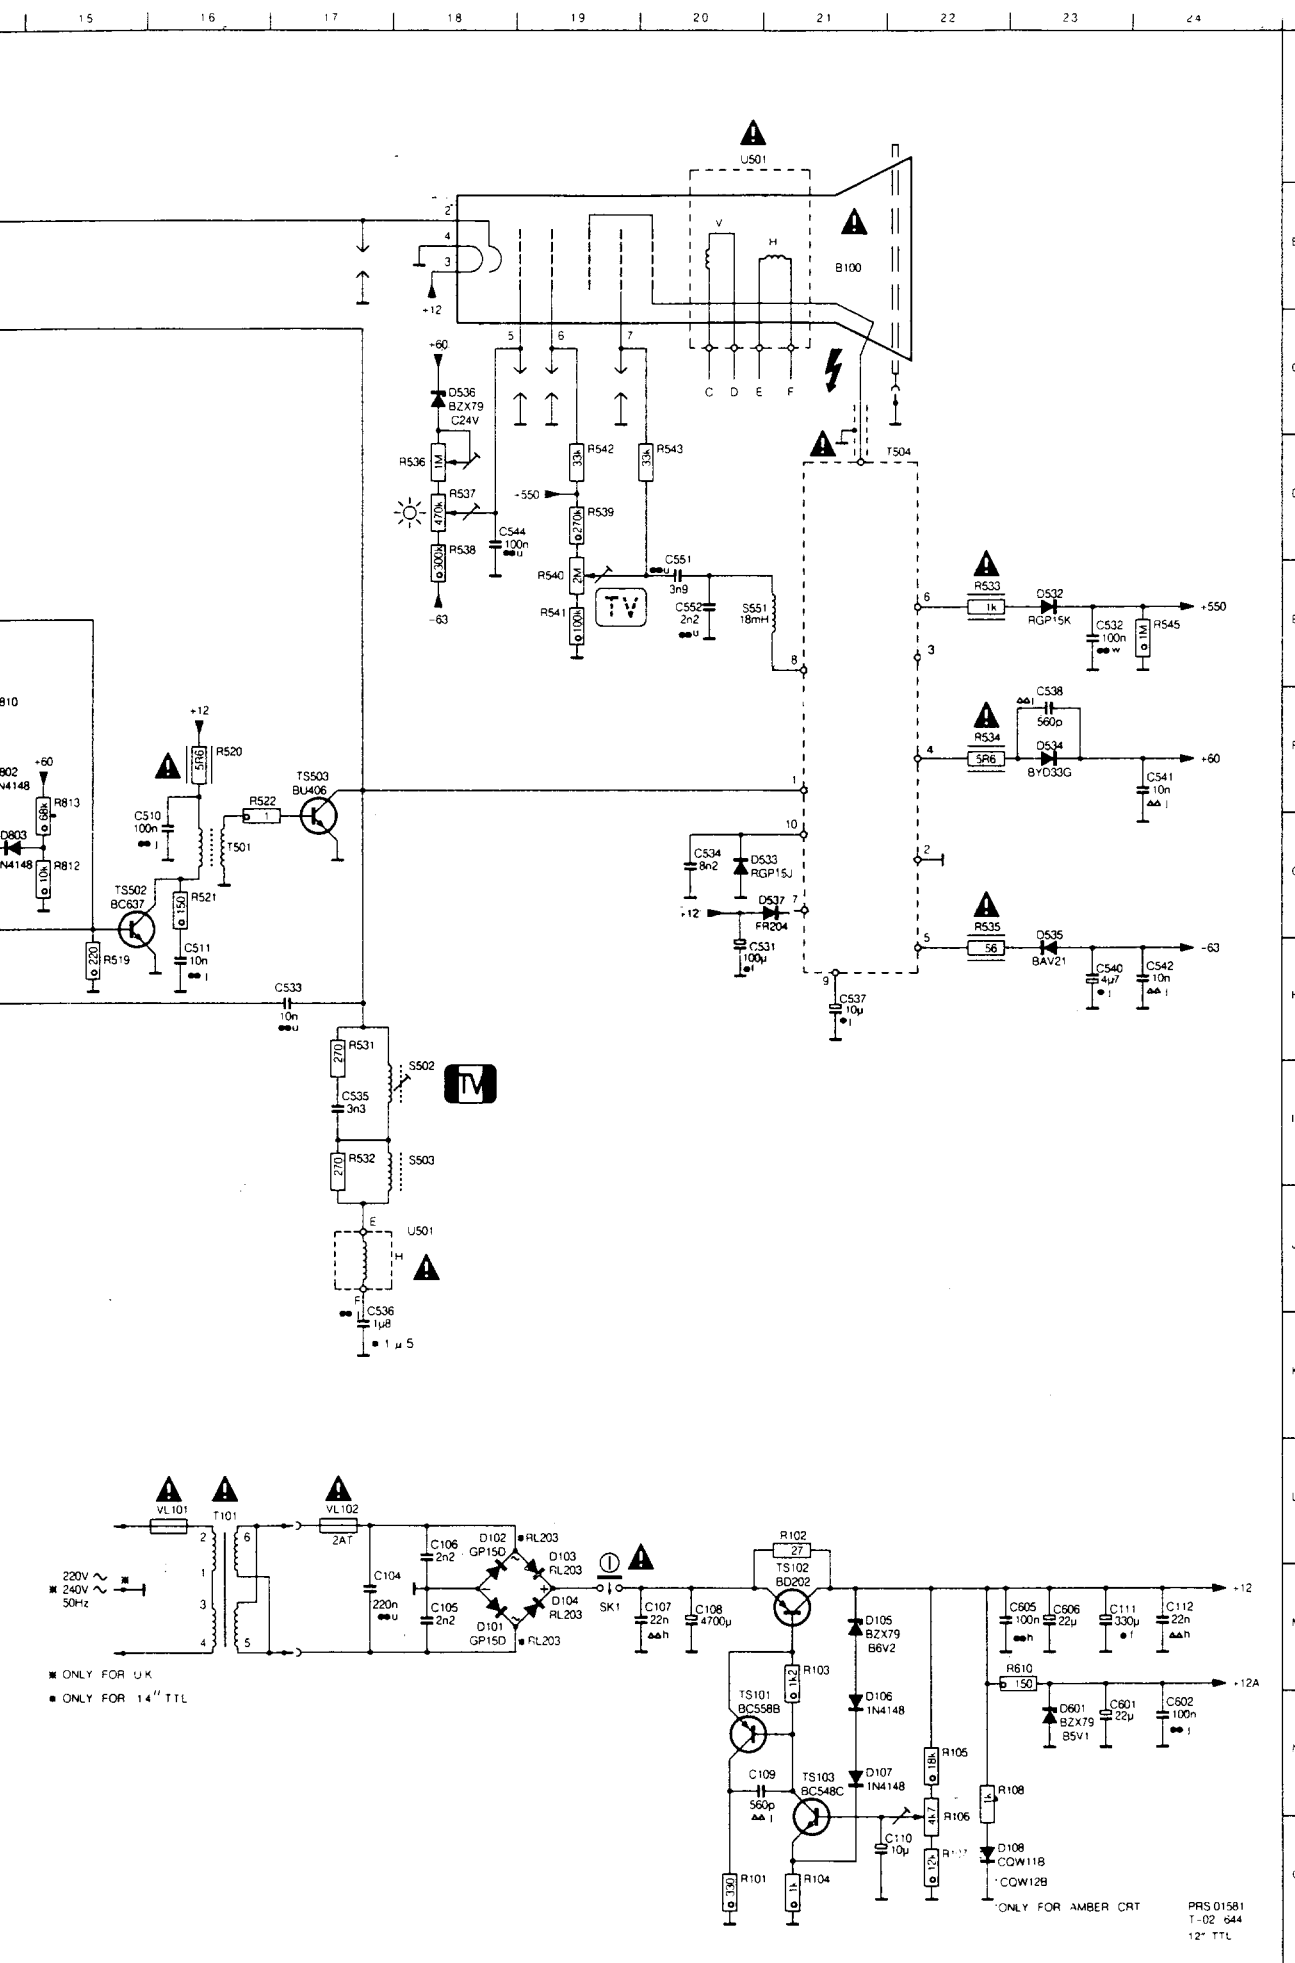 15 16 17 18 19 20 21 22 23 24
U501
2
4
3
V
H
B100
+12
5 6 7
+60
D536
BZX79
C24V
C D E F
T504
R536 1M
R542 33k
R543 33k
R537 470k
-550
R539 270k
C544
100n
u
R538 300k
-63
R540 2M
R541 100k
TV
u
C551
3n9
C552
2n2
u
S551
18mH
8
6
R533
1k
D532
RGP15K
+550
C532
100n
w
R545
1M
3
810
+12
R520
5R6
+60
802
N4148
R813
68k
D803
N4148
R812
10k
C510
100n
T501
R522
1
TS503
BU406
1
4
R534
5R6
C538
560p
D534
BYD33G
+60
C541
10n
10
C534
8n2
D533
RGP15J
2
TS502
BC637
R521
150
+12
D537
FR204
7
C531
100µ
R519
220
C511
10n
5
R535
56
D535
BAV21
-63
C540
4µ7
C542
10n
9
C537
10µ
C533
10n
u
R531
270
S502
TV
C535
3n3
R532
270
S503
E
U501
H
F
C536
1µ8
1 µ 5
VL101
T101
VL102
2AT
2 6
1
3
4 5
220V ~
240V ~
50Hz
C104
220n
u
C106
2n2
C105
2n2
D102
GP15D
RL203
D103
RL203
D104
RL203
D101
GP15D
RL203
SK1
C107
22n
h
C108
4700µ
R102
27
TS102
BD202
+12
D105
BZX79
B6V2
C605
100n
h
C606
22µ
C111
330µ
f
C112
22n
h
ONLY FOR UK
ONLY FOR 14" TTL
R103
1k2
R610
150
+12A
TS101
BC558B
D106
1N4148
D601
BZX79
B5V1
C601
22µ
C602
100n
R105
18k
C109
560p
TS103
BC548C
D107
1N4148
R106
4k7
R108
1k
C110
10µ
12k
D108
CQW11B
CQW12B
R101
330
R104
1k
ONLY FOR AMBER CRT
PRS 01581
T-02 644
12" TTL